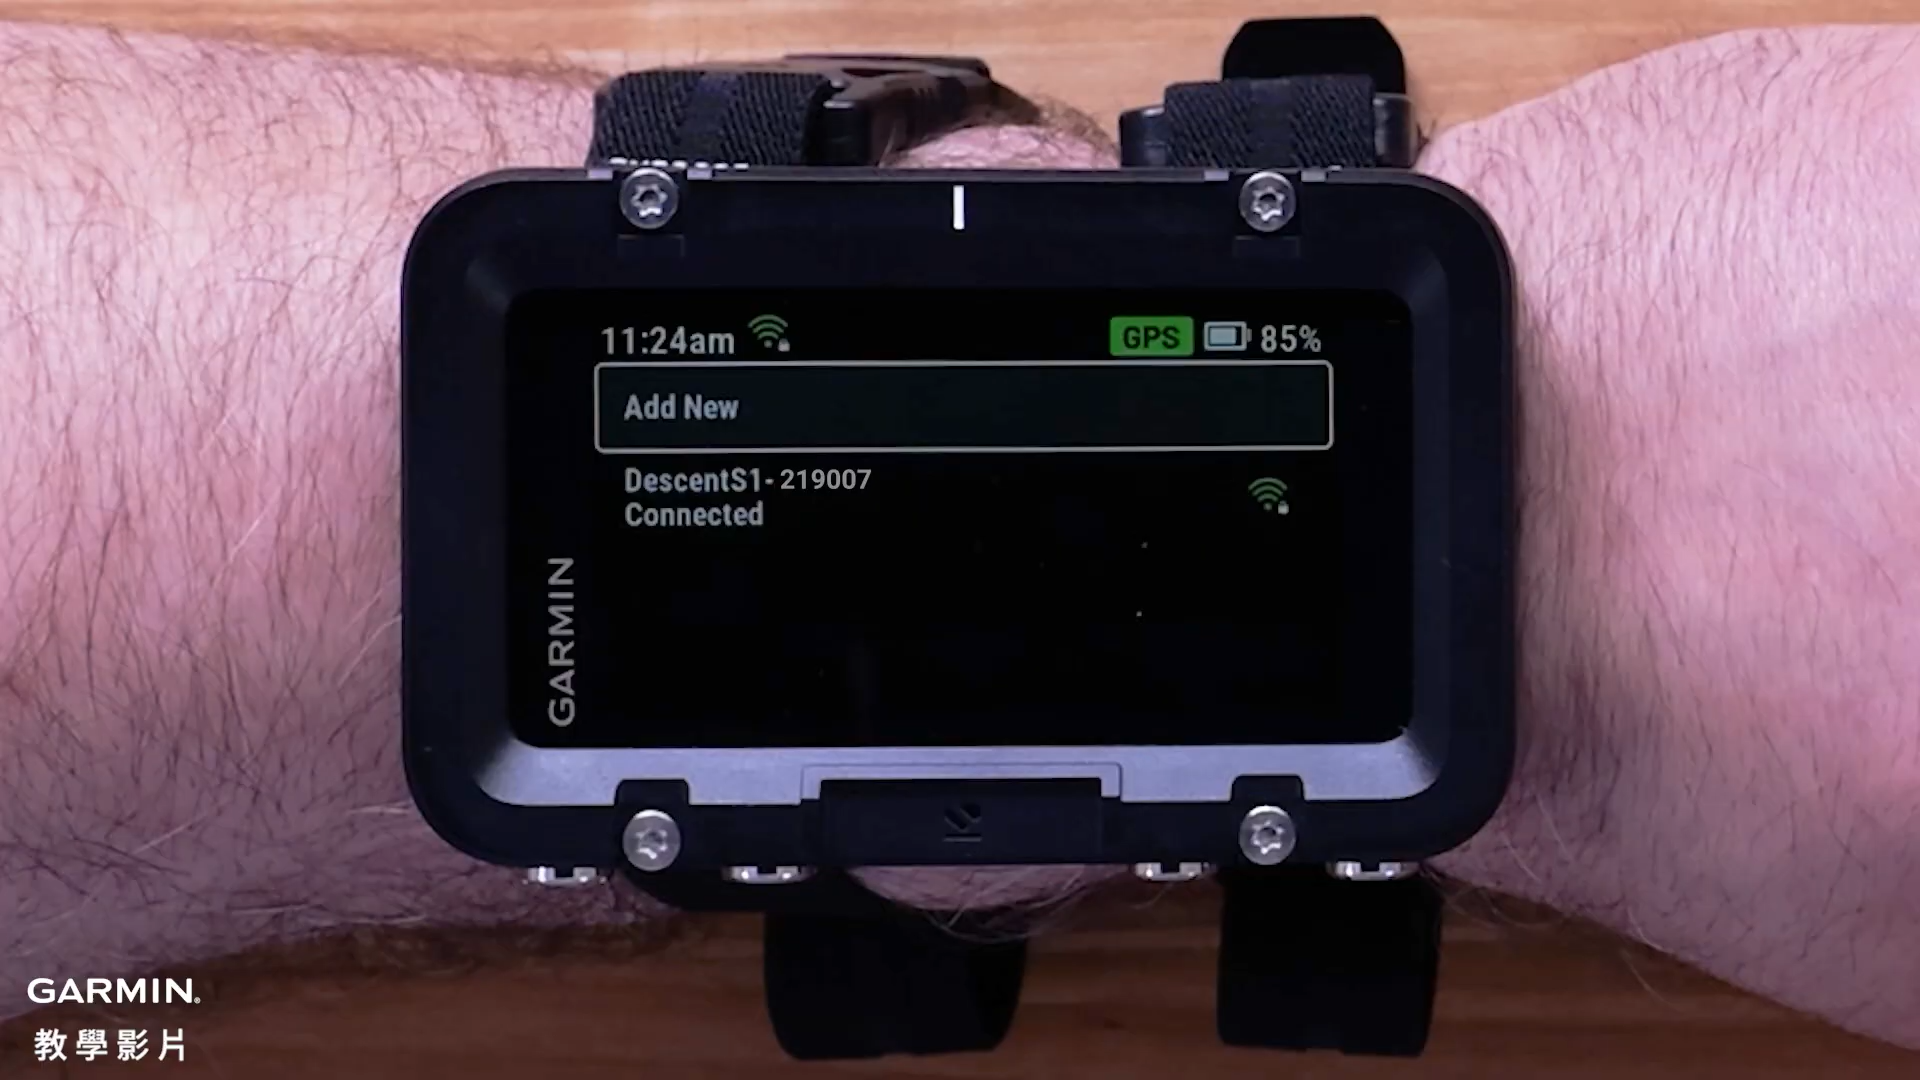 11:24am GPS 85%
Add New
DescentS1- 219007
Connected
GARMIN
GARMIN
教學影片